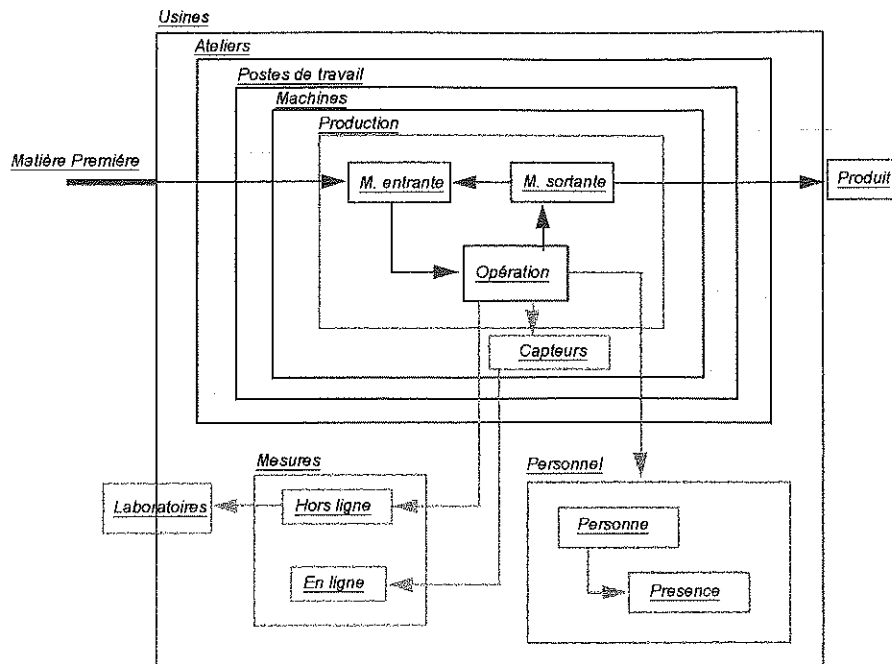 Usines
Ateliers
Postes de travail
Machines
Production
Matière Première
M. entrante
M. sortante
Produit
Opération
Capteurs
Mesures
Personnel
Laboratoires
Hors ligne
Personne
En ligne
Presence